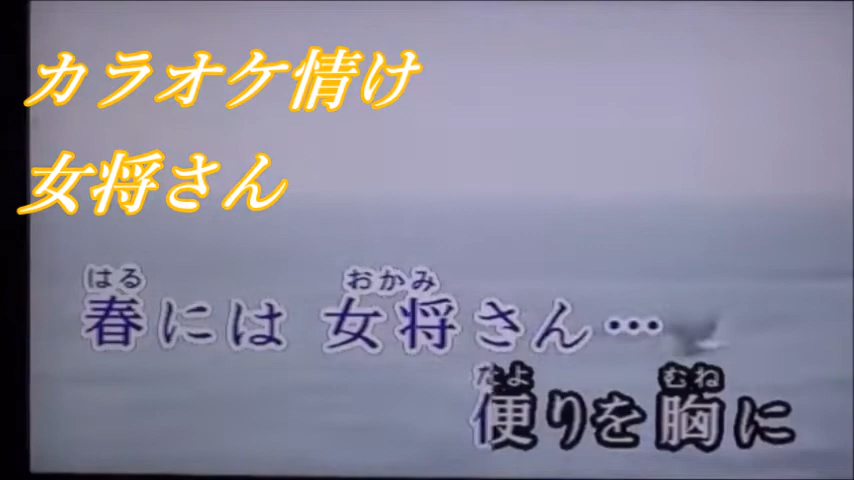 カラオケ情け
女将さん
はる おかみ
春には 女将さん…
たよ むね
便りを胸に